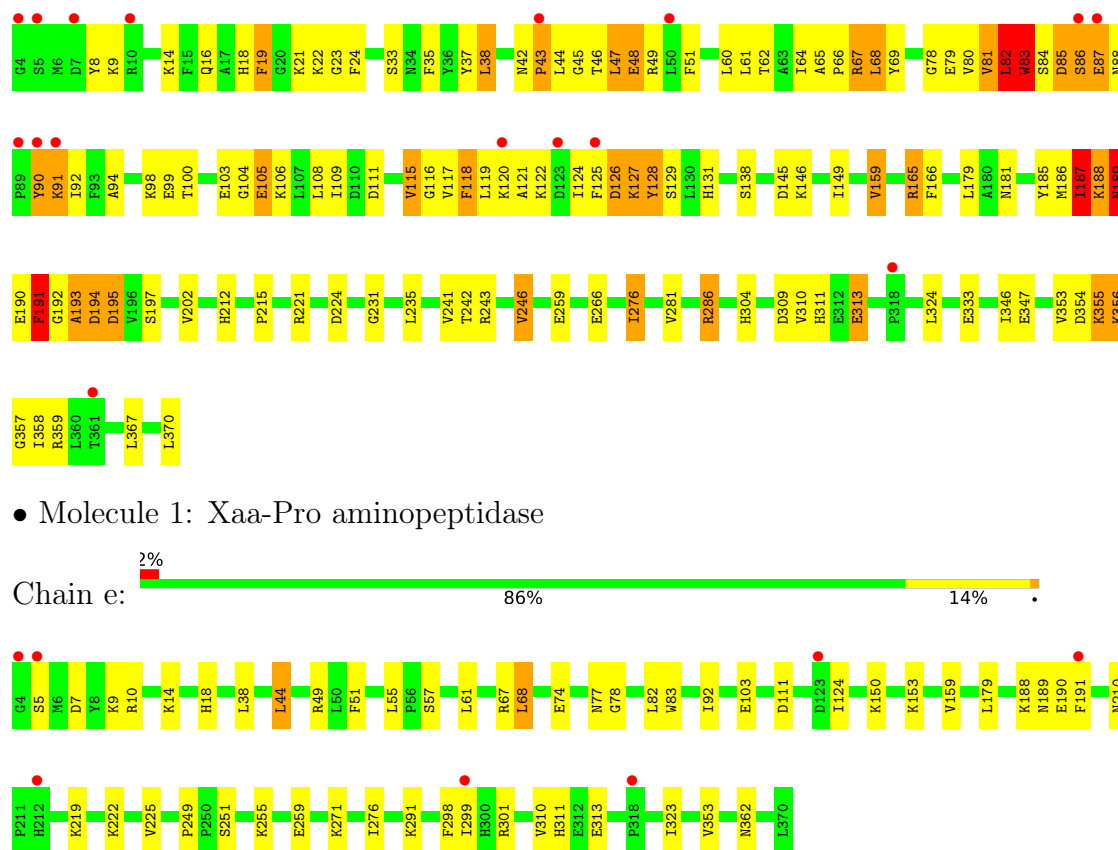 G4 S5 M6 D7 Y8 K9 R10 K14 F15 Q16 A17 H18 F19 G20 K21 K22 G23 F24 S33 N34 F35 Y36 Y37 L38 N42 P43 L44 G45 T46 L47 E48 R49 L50 F51 L60 L61 T62 A63 I64 A65 P66 R67 L68 Y69 G78 E79 V80 V81 L82 W83 S84 D85 S86 E87 N88
P89 Y90 K91 I92 F93 A94 K98 E99 T100 E103 G104 E105 K106 L107 L108 I109 D110 D111 V115 G116 V117 F118 L119 K120 A121 K122 D123 I124 F125 D126 K127 Y128 S129 L130 H131 S138 D145 K146 I149 V159 R165 F166 L179 A180 N181 Y185 M186 I187 K188 N189
E190 F191 G192 A193 D194 D195 V196 S197 V202 H212 P215 R221 D224 G231 L235 V241 T242 R243 V246 E259 E266 I276 V281 R286 H304 D309 V310 H311 E312 E313 P318 L324 E333 I346 E347 V353 D354 K355 K356
G357 I358 R359 L360 T361 L367 L370
• Molecule 1: Xaa-Pro aminopeptidase
2%
Chain e:
86% 14% •
G4 S5 M6 D7 Y8 K9 R10 K14 H18 L38 L44 R49 L50 F51 L55 P56 S57 L61 R67 L68 E74 N77 G78 L82 W83 I92 E103 D111 D123 I124 K150 K153 V159 L179 K188 N189 E190 F191 N210
P211 H212 K219 K222 V225 P249 P250 S251 K255 E259 K271 I276 K291 F298 I299 H300 R301 V310 H311 E312 E313 P318 I323 V353 N362 L370